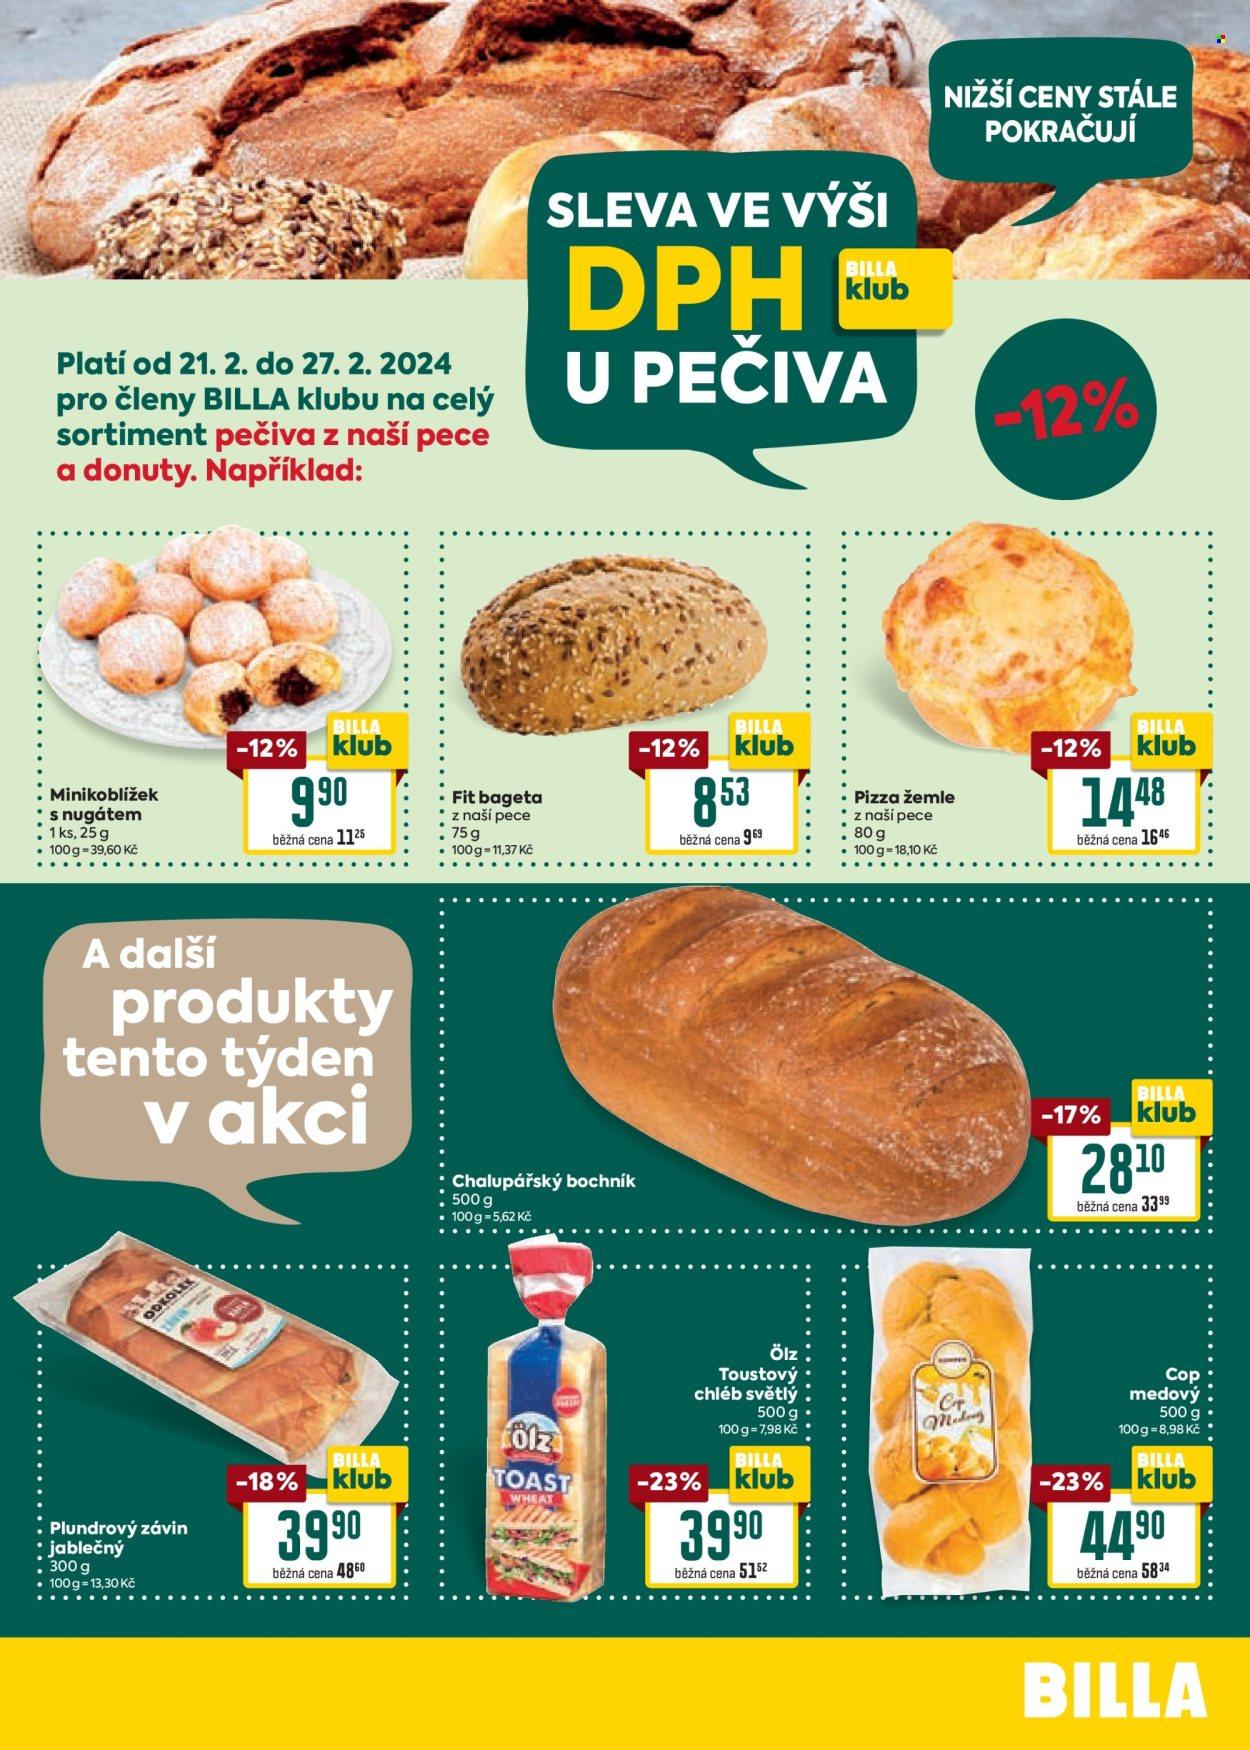 NIŽŠÍ CENY STÁLE
POKRAČUJÍ
SLEVA VE VÝŠI
DPH
BILLA
klub
U PEČIVA
-12%
Platí od 21. 2. do 27. 2. 2024
pro členy BILLA klubu na celý
sortiment pečiva z naší pece
a donuty. Například:
Minikoblížek
s nugátem
1 ks, 25 g
100 g = 39,60 Kč
-12%
BILLA
klub
9 90
běžná cena 11 25
Fit bageta
z naší pece
75 g
100 g = 11,37 Kč
-12%
BILLA
klub
8 53
běžná cena 9 69
Pizza žemle
z naší pece
80 g
100 g = 18,10 Kč
-12%
BILLA
klub
14 48
běžná cena 16 46
A další
produkty
tento týden
v akci
Chalupářský bochník
500 g
100 g = 5,62 Kč
-17%
BILLA
klub
28 10
běžná cena 33 99
ODKOLEK
Plundrový závin
jablečný
300 g
100 g = 13,30 Kč
-18%
BILLA
klub
39 90
běžná cena 48 60
Ölz
TOAST
WHEAT
Ölz
Toustový
chléb světlý
500 g
100 g = 7,98 Kč
-23%
BILLA
klub
39 90
běžná cena 51 52
Cop
Medový
Cop
medový
500 g
100 g = 8,98 Kč
-23%
BILLA
klub
44 90
běžná cena 58 34
BILLA